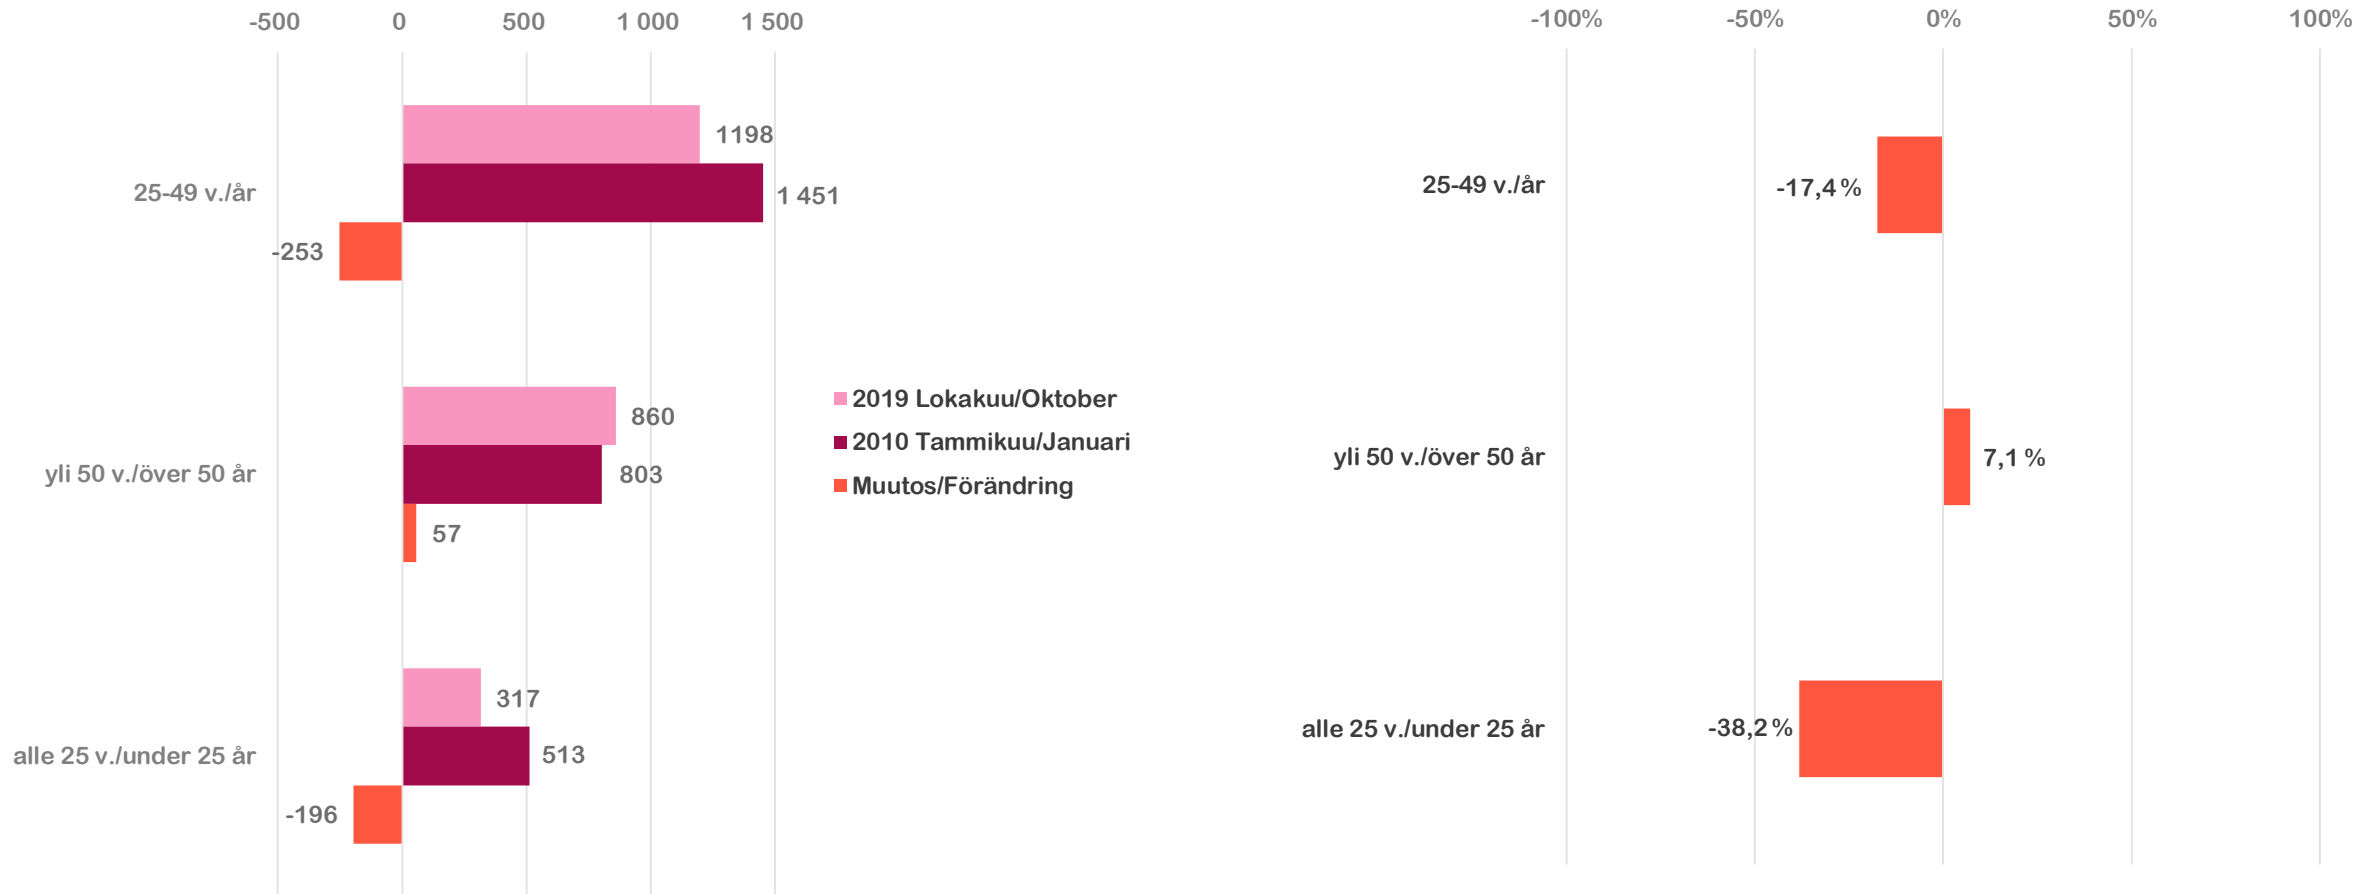 -500 0 500 1 000 1 500
1198
25-49 v./år
1 451
-253
860
yli 50 v./över 50 år
803
57
317
alle 25 v./under 25 år
513
-196
2019 Lokakuu/Oktober
2010 Tammikuu/Januari
Muutos/Förändring
-100% -50% 0% 50% 100%
25-49 v./år
-17,4 %
yli 50 v./över 50 år
7,1 %
alle 25 v./under 25 år
-38,2 %